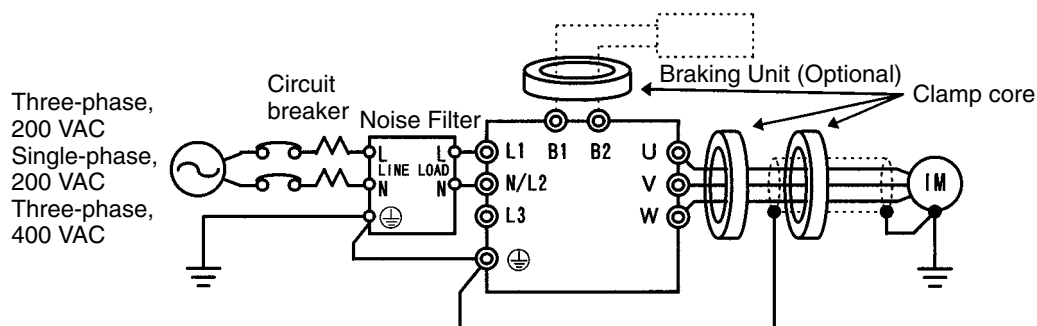 Three-phase,
200 VAC
Single-phase,
200 VAC
Three-phase,
400 VAC
Circuit
breaker
Noise Filter
L L
LINE LOAD
N N
L1 B1 B2 U
N/L2 V
L3 W
Braking Unit (Optional)
Clamp core
IM